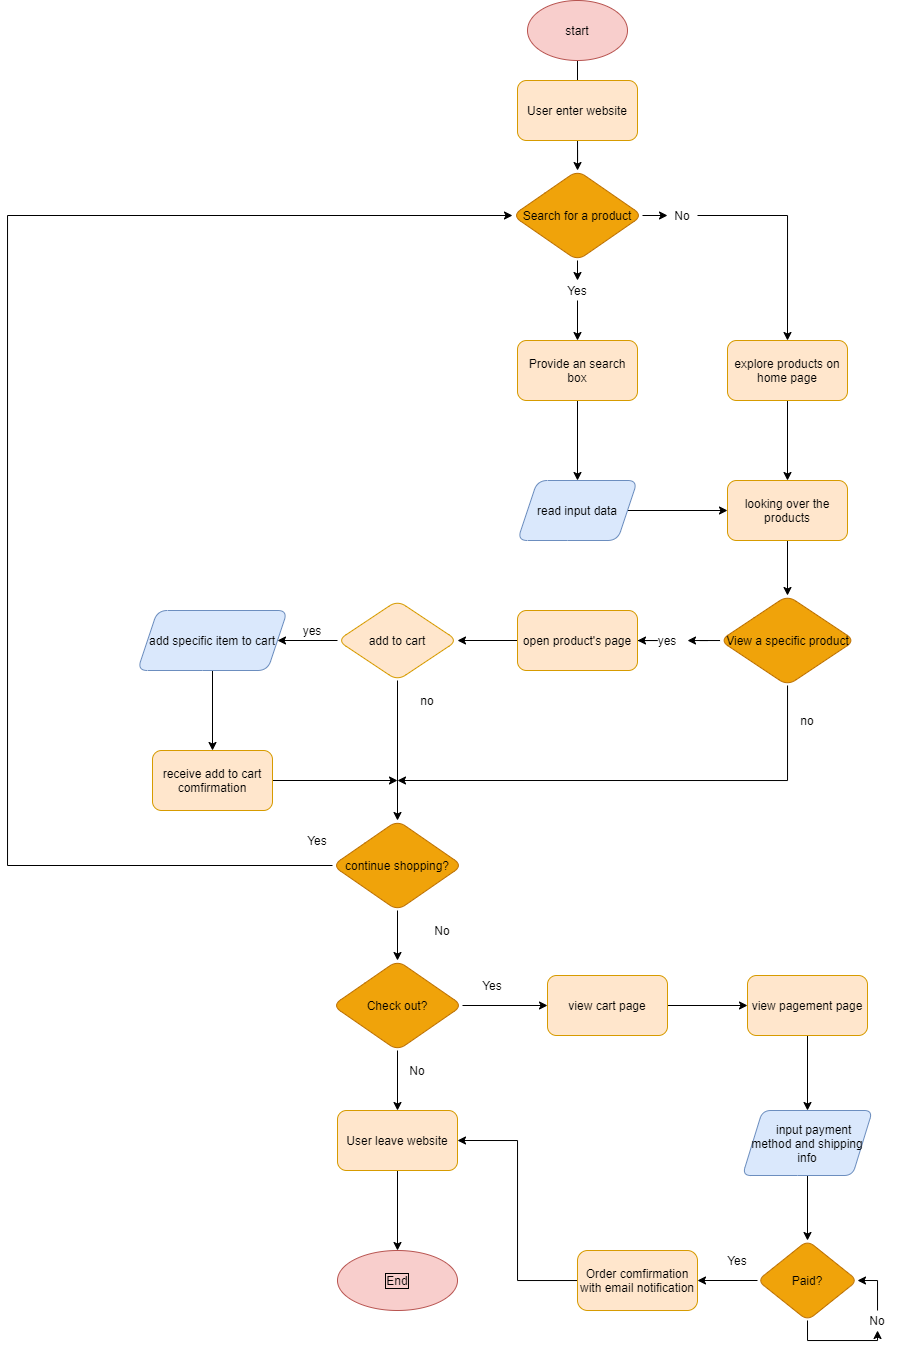 start
User enter website
Search for a product
No
Yes
Provide an search
box
explore products on
home page
read input data
looking over the
products
add specific item to cart
yes
add to cart
open product's page
yes
View a specific product
no
no
receive add to cart
comfirmation
Yes
continue shopping?
No
Check out?
Yes
view cart page
view pagement page
No
User leave website
input payment
method and shipping
info
End
Order comfirmation
with email notification
Yes
Paid?
No